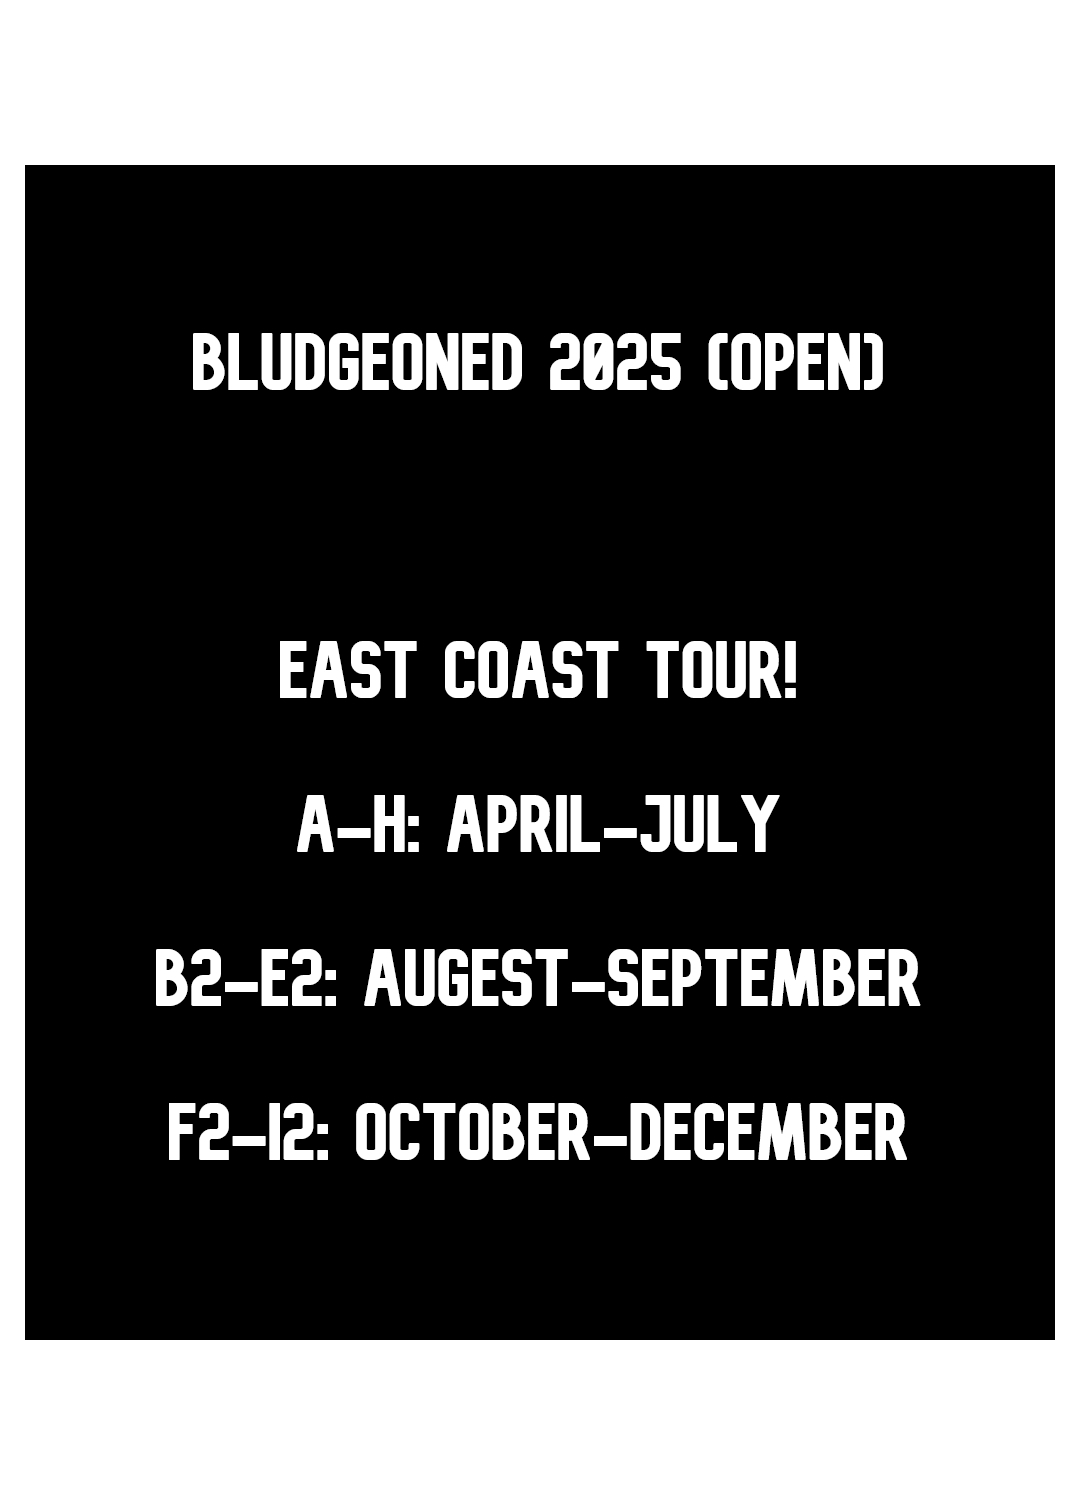 BLUDGEONED 2025 (OPEN)
EAST COAST TOUR!
A-H: APRIL-JULY
B2-E2: AUGEST-SEPTEMBER
F2-I2: OCTOBER-DECEMBER